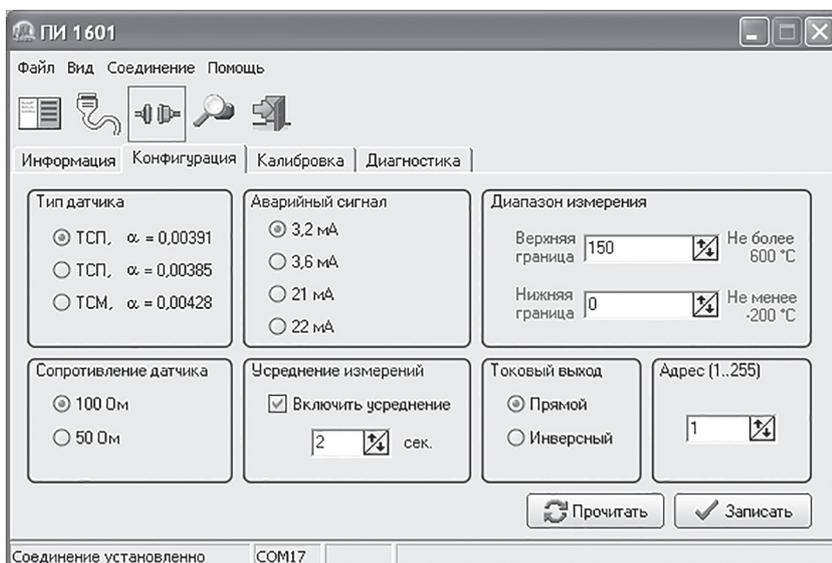 ПИ 1601
Файл Вид Соединение Помощь
Информация Конфигурация Калибровка Диагностика
Тип датчика
ТСП, α = 0,00391
ТСП, α = 0,00385
ТСМ, α = 0,00428
Аварийный сигнал
3,2 мА
3,6 мА
21 мА
22 мА
Диапазон измерения
Верхняя граница 150 Не более 600 °C
Нижняя граница 0 Не менее -200 °C
Сопротивление датчика
100 Ом
50 Ом
Усреднение измерений
Включить усреднение
2 сек.
Токовый выход
Прямой
Инверсный
Адрес (1..255)
1
Прочитать Записать
Соединение установленно COM17